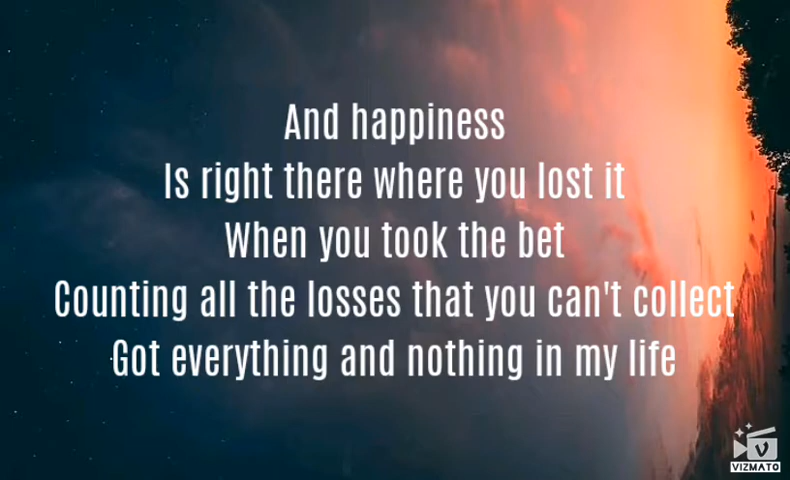 And happiness
Is right there where you lost it
When you took the bet
Counting all the losses that you can't collect
Got everything and nothing in my life
V
VIZMATO